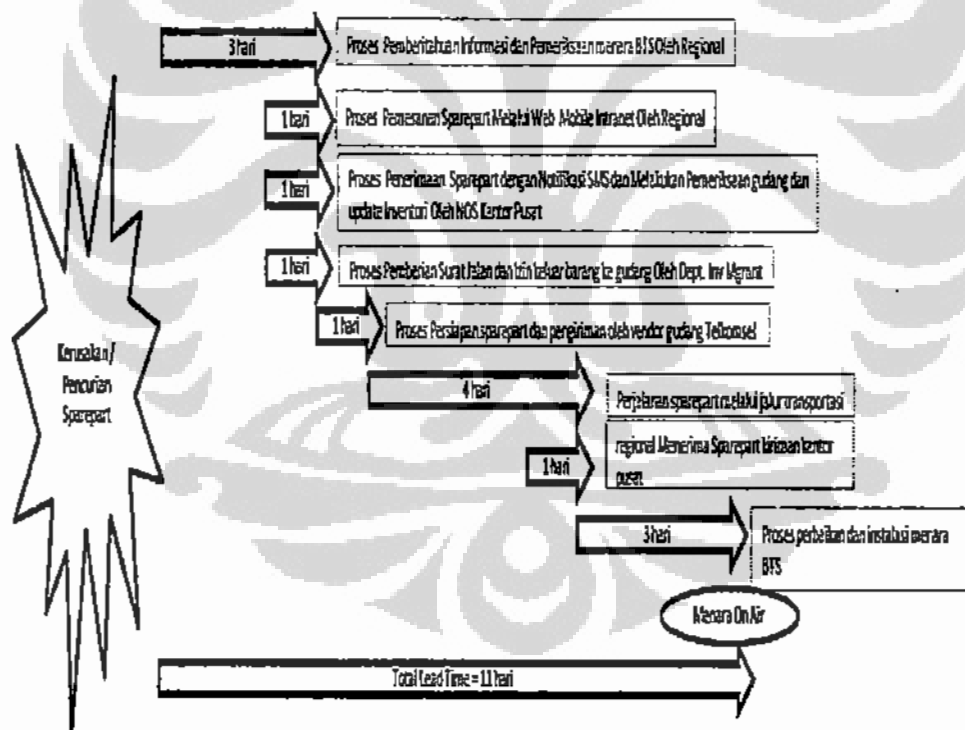 3 hari
Proses Pemberitahuan Informasi dan Pemeriksaan menara BTS Oleh Regional
1 hari
Proses Pemesanan Sparepart Melalui Web Mobile Intranet Oleh Regional
1 hari
Proses Penerimaan Sparepart dengan Notifikasi SMS dan Melakukan Pemeriksaan gudang dan
update Inventori Oleh NOS Kantor Pusat
1 hari
Proses Pemberian Surat Jalan dan Izin keluar barang ke gudang Oleh Dept. Inv Mgmnt
1 hari
Proses Persiapan sparepart dan pengiriman oleh vendor gudang Telkomsel
Kerusakan /
Pencurian
Sparepart
4 hari
Perjalanan sparepart melalui jalur transportasi
1 hari
regional Menerima Sparepart kiriman kantor
pusat
3 hari
Proses perbaikan dan instalasi menara
BTS
Menara On Air
Total Lead Time = 11 hari